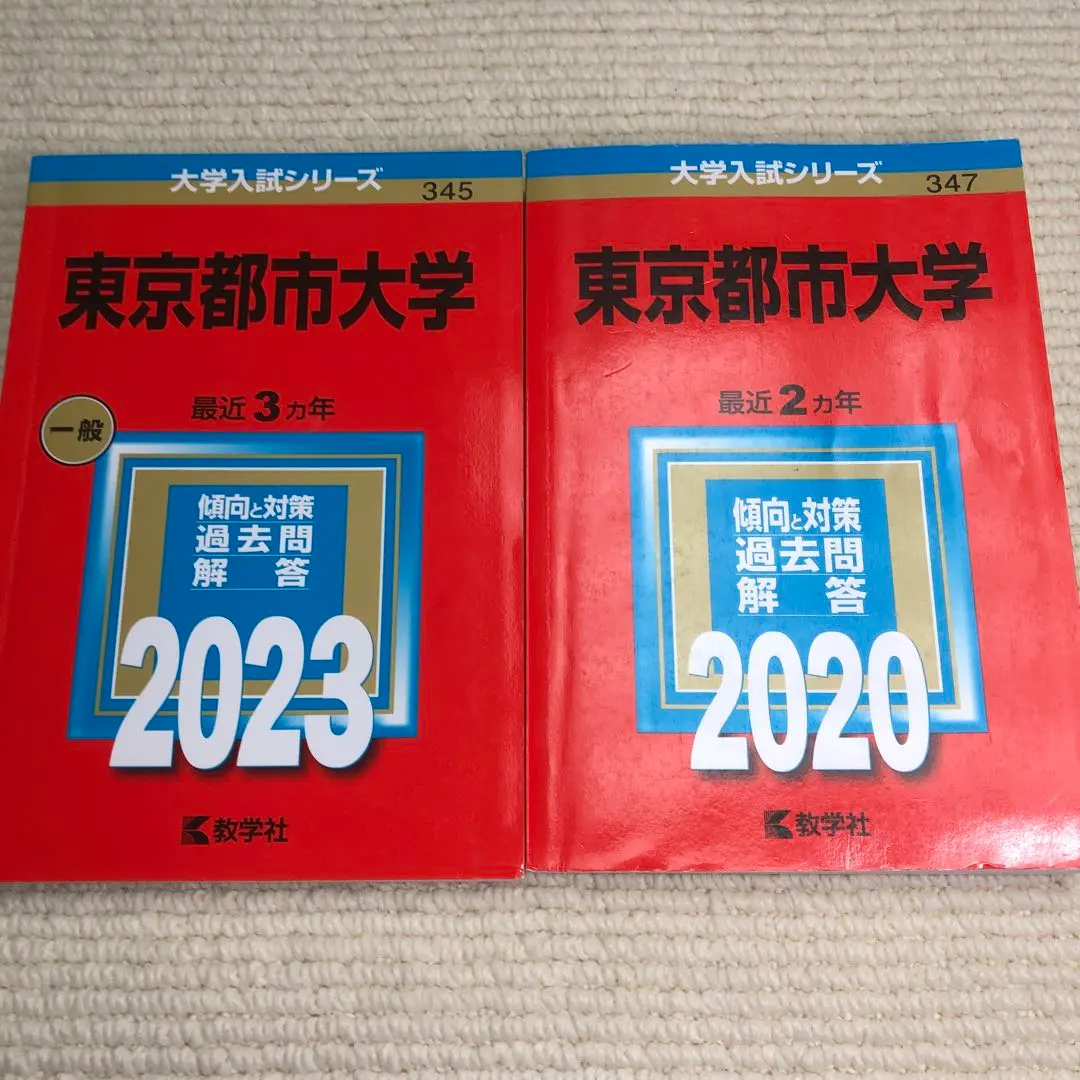 大学入試シリーズ
345
東京都市大学
最近3ヵ年
一般
傾向と対策
過去問
解答
2023
教学社
大学入試シリーズ
347
東京都市大学
最近2ヵ年
傾向と対策
過去問
解答
2020
教学社